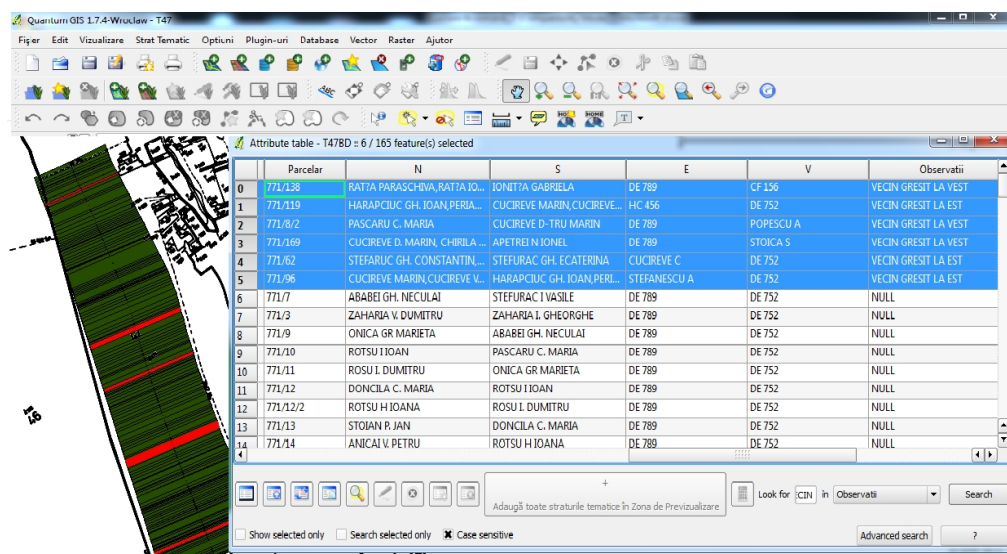 Quantum GIS 1.7.4-Wroclaw - T47
Fișier Edit Vizualizare Strat Tematic Opțiuni Plugin-uri Database Vector Raster Ajutor
Attribute table - T47BD :: 6 / 165 feature(s) selected
Parcelar N S E V Observatii
0 771/138 RAT?A PARASCHIVA,RAT?A IO... IONIT?A GABRIELA DE 789 CF 156 VECIN GRESIT LA VEST
1 771/119 HARAPCIUC GH. IOAN,PERIA... CUCIREVE MARIN,CUCIREVE... HC 456 DE 752 VECIN GRESIT LA EST
2 771/8/2 PASCARU C. MARIA CUCIREVE D-TRU MARIN DE 789 POPESCU A VECIN GRESIT LA VEST
3 771/169 CUCIREVE D. MARIN, CHIRILA ... APETREI N IONEL DE 789 STOICA S VECIN GRESIT LA VEST
4 771/62 STEFARUC GH. CONSTANTIN,... STEFURAC GH. ECATERINA CUCIREVE C DE 752 VECIN GRESIT LA EST
5 771/96 CUCIREVE MARIN,CUCIREVE V... HARAPCIUC GH. IOAN,PERI... STEFANESCU A DE 752 VECIN GRESIT LA EST
6 771/7 ABABEI GH. NECULAI STEFURAC I VASILE DE 789 DE 752 NULL
7 771/3 ZAHARIA V. DUMITRU ZAHARIA I. GHEORGHE DE 789 DE 752 NULL
8 771/9 ONICA GR MARIETA ABABEI GH. NECULAI DE 789 DE 752 NULL
9 771/10 ROTSU I IOAN PASCARU C. MARIA DE 789 DE 752 NULL
10 771/11 ROSU I. DUMITRU ONICA GR MARIETA DE 789 DE 752 NULL
11 771/12 DONCILA C. MARIA ROTSU I IOAN DE 789 DE 752 NULL
12 771/12/2 ROTSU H IOANA ROSU I. DUMITRU DE 789 DE 752 NULL
13 771/13 STOIAN P. JAN DONCILA C. MARIA DE 789 DE 752 NULL
14 771/14 ANICAI V. PETRU ROTSU H IOANA DE 789 DE 752 NULL
Adaugă toate straturile tematice în Zona de Previzualizare
Look for CIN in Observatii Search
Show selected only Search selected only Case sensitive Advanced search ?